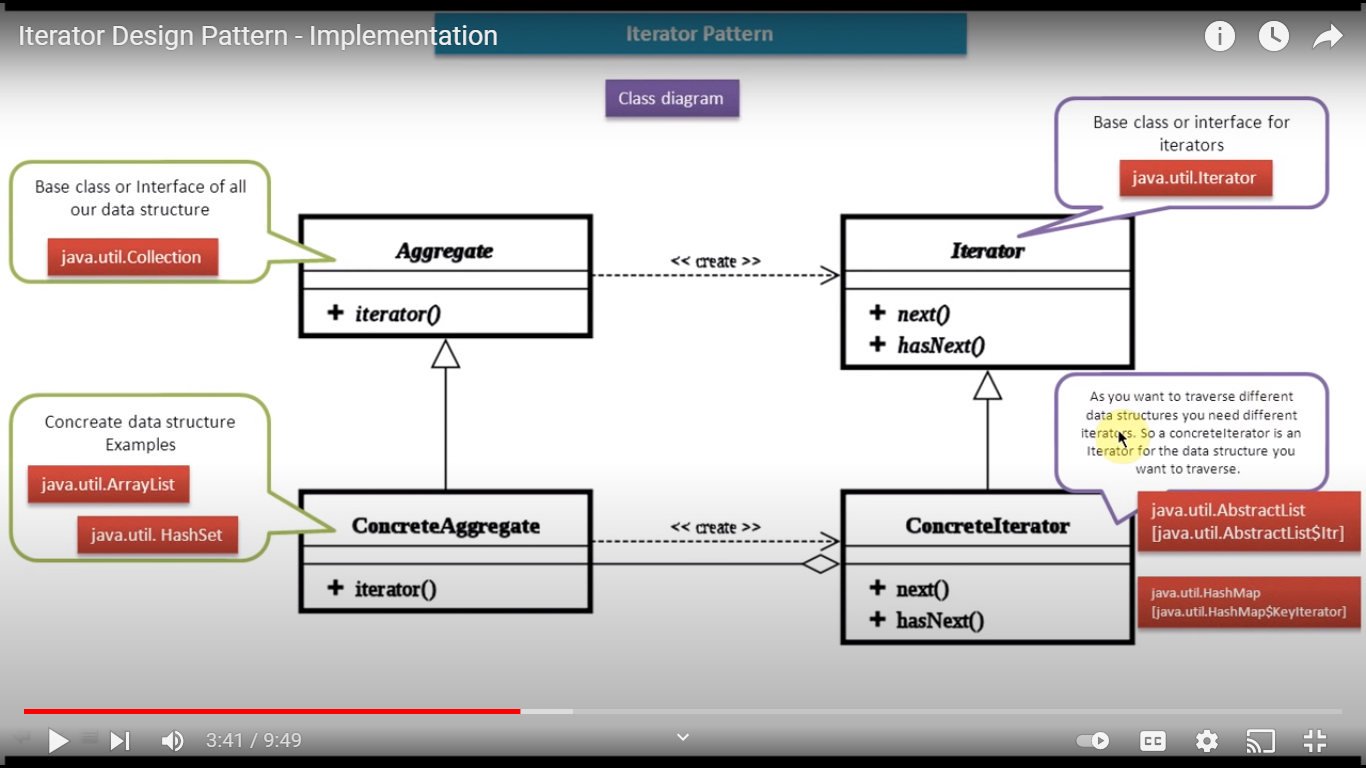 Iterator Design Pattern - Implementation
Iterator Pattern
Class diagram
Base class or interface for
iterators
java.util.Iterator
Base class or Interface of all
our data structure
java.util.Collection
Aggregate
+ iterator()
<< create >>
Iterator
+ next()
+ hasNext()
Concreate data structure
Examples
java.util.ArrayList
java.util. HashSet
As you want to traverse different
data structures you need different
iterators. So a concreteIterator is an
Iterator for the data structure you
want to traverse.
ConcreteAggregate
+ iterator()
<< create >>
ConcreteIterator
+ next()
+ hasNext()
java.util.AbstractList
[java.util.AbstractList$Itr]
java.util.HashMap
[java.util.HashMap$KeyIterator]
3:41 / 9:49
CC